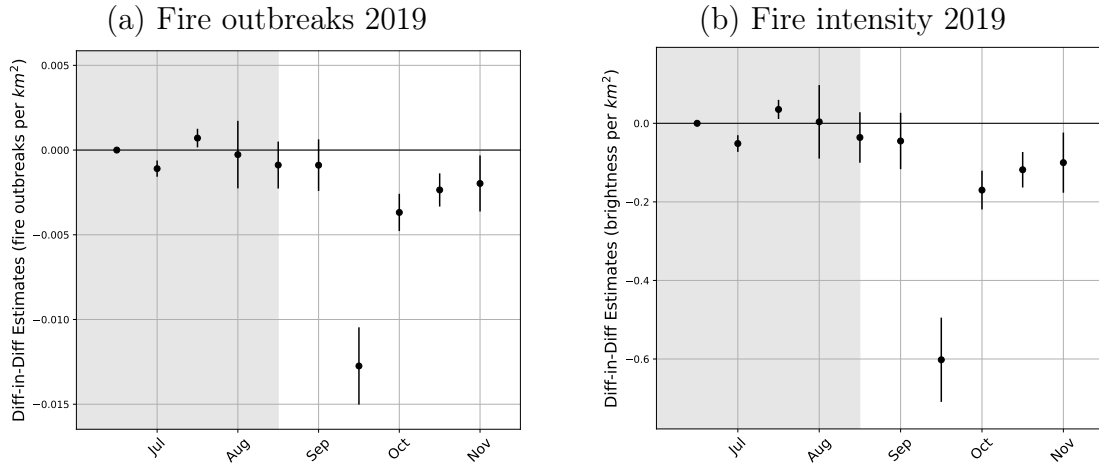 (a) Fire outbreaks 2019
Diff-in-Diff Estimates (fire outbreaks per km²)
0.005
0.000
−0.005
−0.010
−0.015
Jul
Aug
Sep
Oct
Nov
(b) Fire intensity 2019
Diff-in-Diff Estimates (brightness per km²)
0.0
−0.2
−0.4
−0.6
Jul
Aug
Sep
Oct
Nov